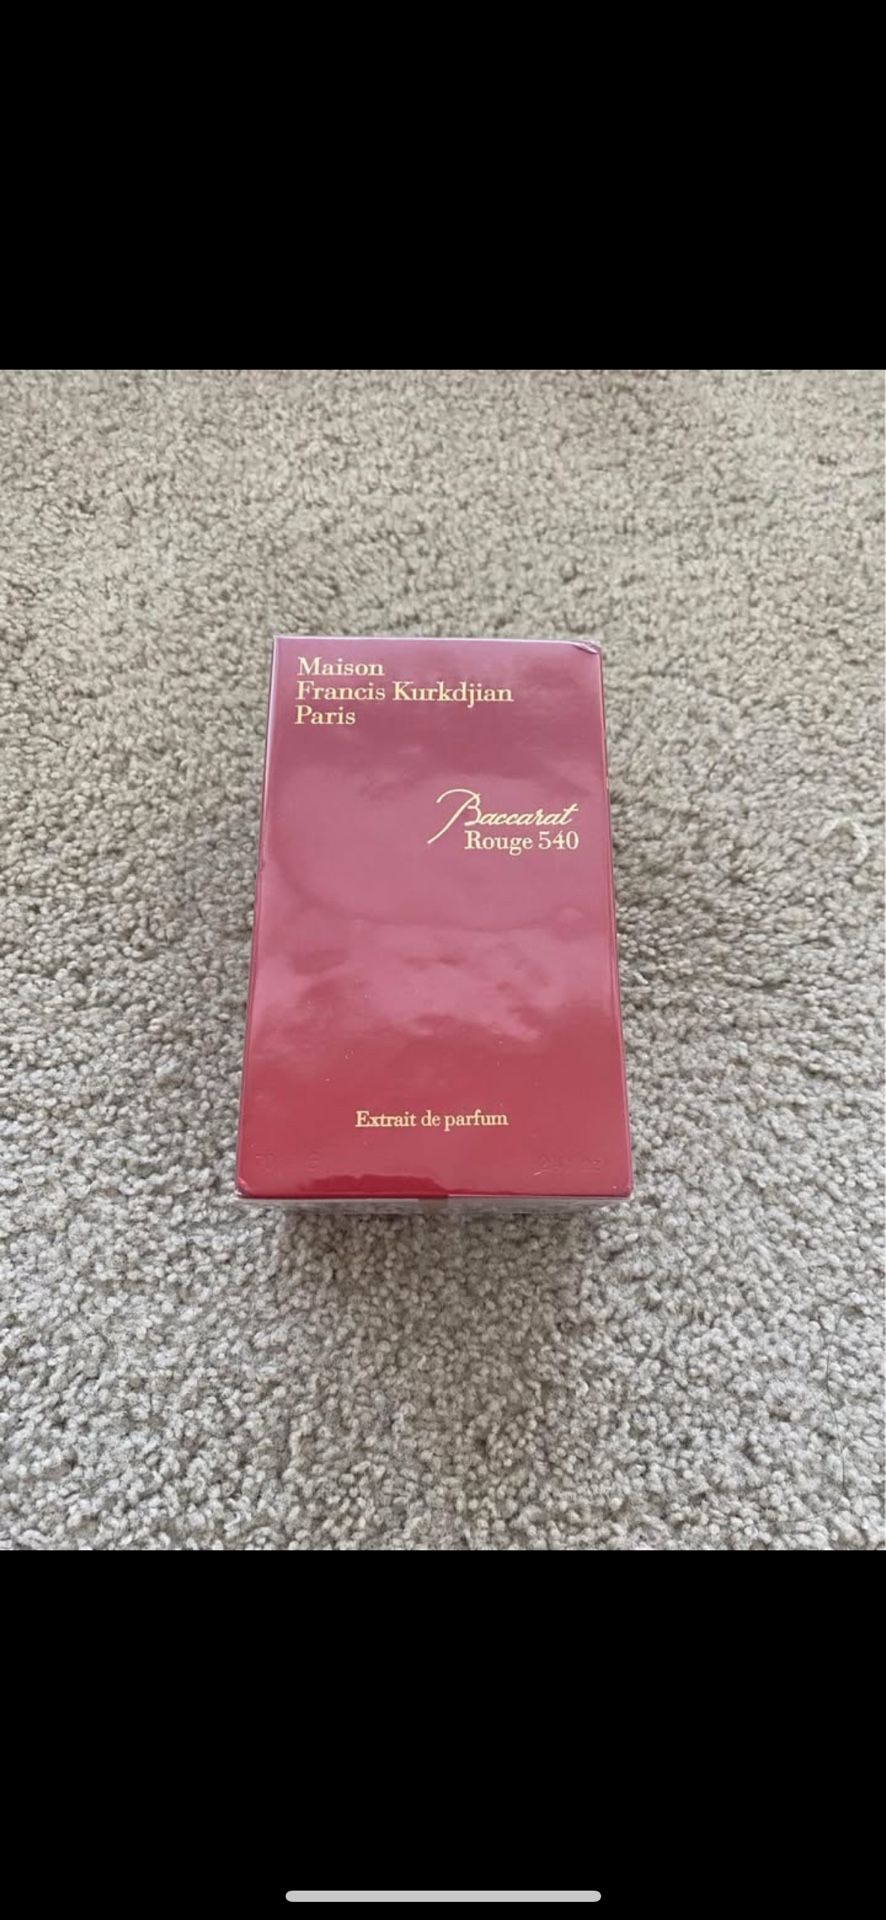 Maison
Francis Kurkdjian
Paris
Baccarat
Rouge 540
Extrait de parfum